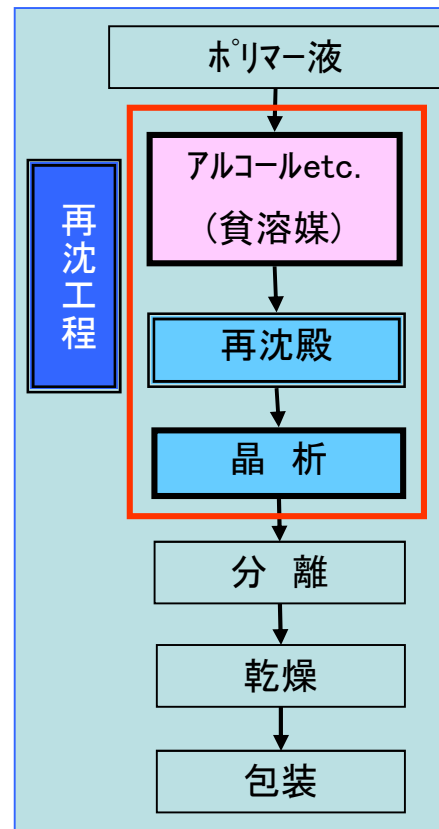 ポリマー液
アルコールetc.
(貧溶媒)
再沈工程
再沈殿
晶 析
分 離
乾燥
包装